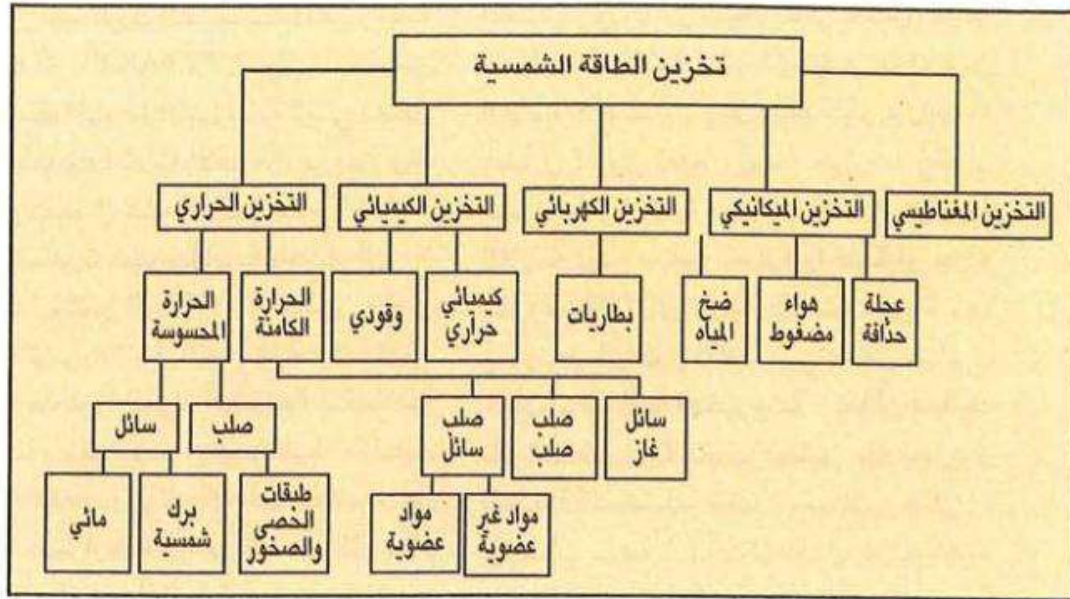 تخزين الطاقة الشمسية
التخزين المغناطيسي
التخزين الميكانيكي
التخزين الكهربائي
التخزين الكيميائي
التخزين الحراري
عجلة
حذافة
هواء
مضغوط
ضخ
المياه
بطاريات
كيميائي
حراري
وقودي
الحرارة
الكامنة
الحرارة
المحسوسة
سائل
غاز
صلب
صلب
صلب
سائل
صلب
سائل
مواد غير
عضوية
مواد
عضوية
طبقات
الحصى
والصخور
برك
شمسية
مائي